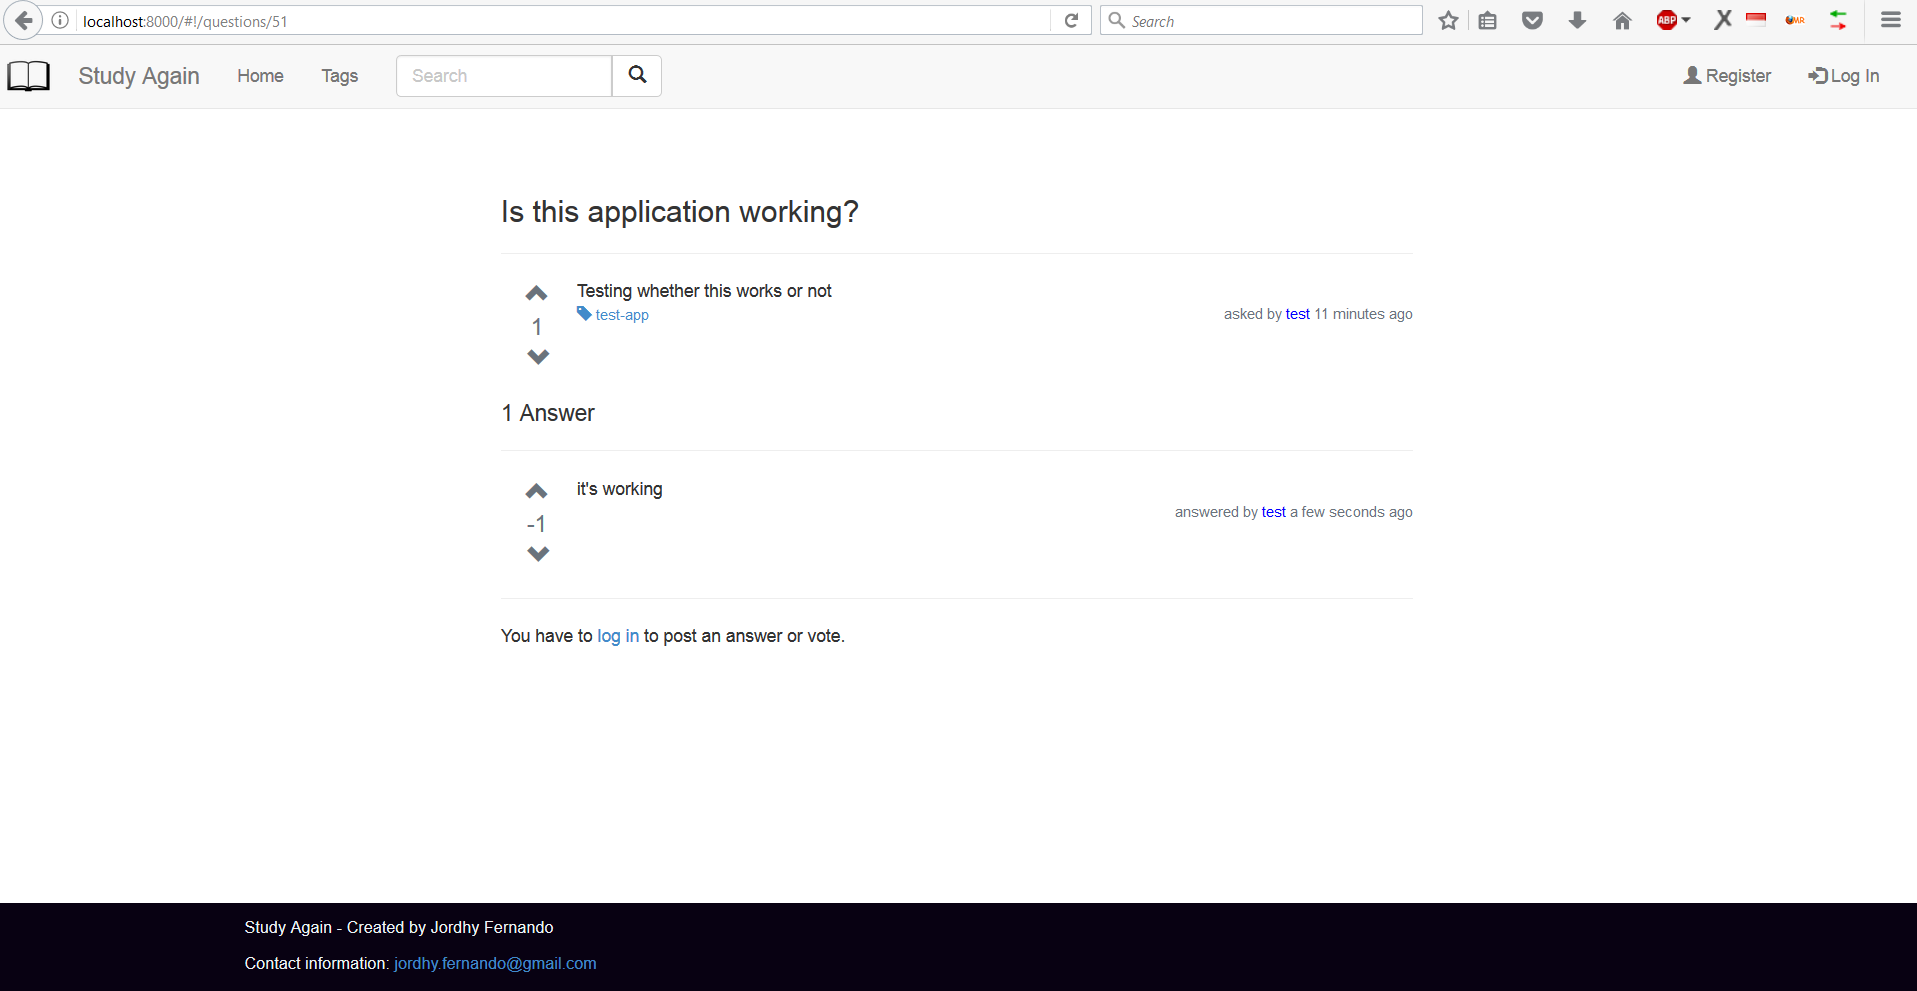 localhost:8000/#!/questions/51
Search
ABP
MR
Study Again
Home
Tags
Search
Register
Log In
Is this application working?
Testing whether this works or not
1
test-app
asked by test 11 minutes ago
1 Answer
it's working
-1
answered by test a few seconds ago
You have to log in to post an answer or vote.
Study Again - Created by Jordhy Fernando
Contact information: jordhy.fernando@gmail.com